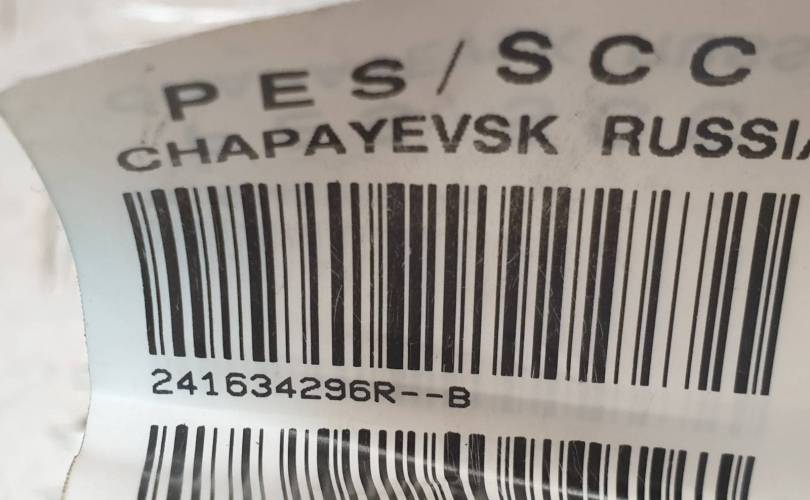 PES/SCC
CHAPAYEVSK RUSSIA
241634296R--B